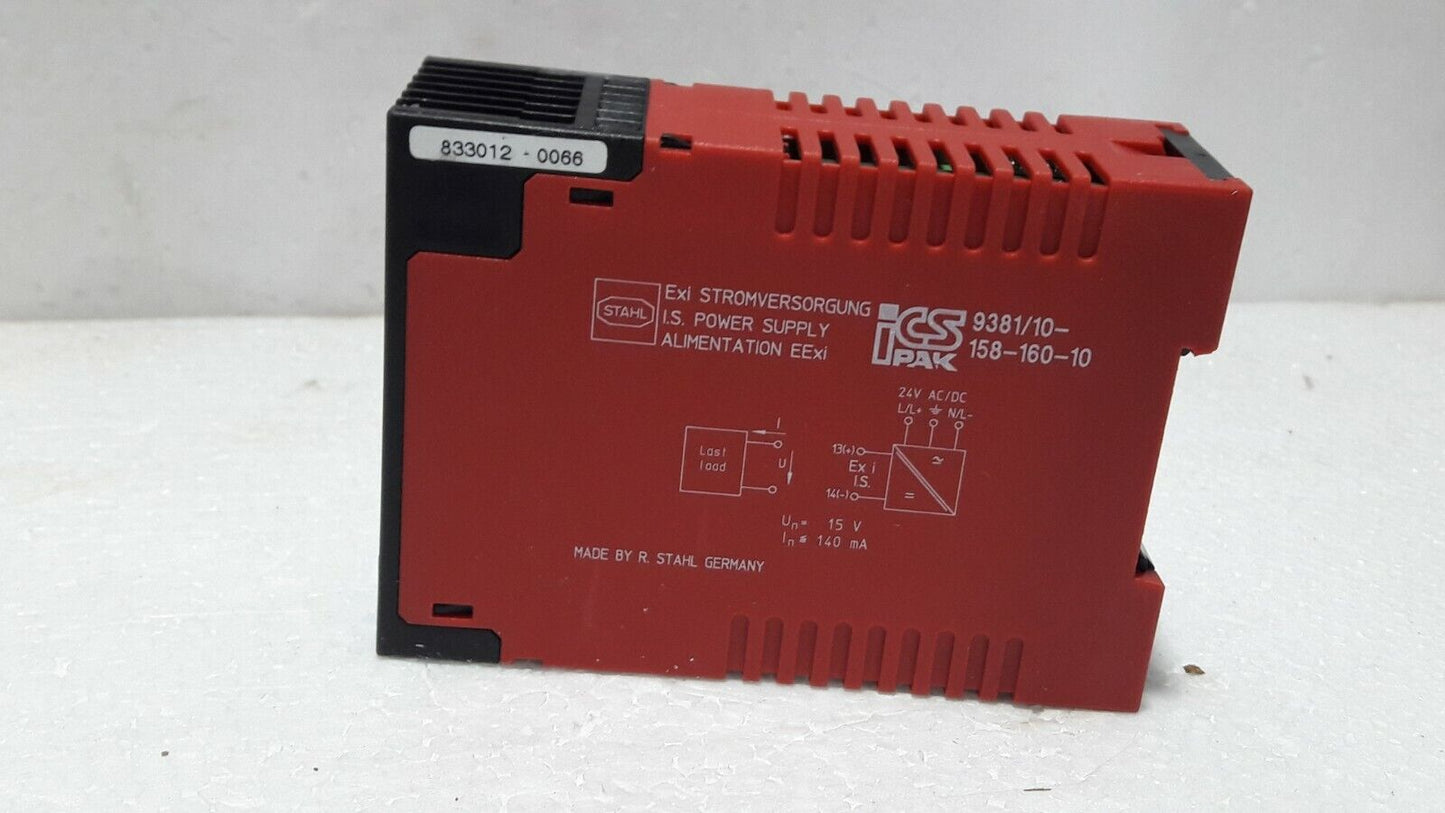 833012 - 0066
STAHL
Exi STROMVERSORGUNG
I.S. POWER SUPPLY
ALIMENTATION EExi
iCS PAK
9381/10-
158-160-10
24V AC/DC
L/L+ ⏚ N/L-
Last
load
I
U
13(+)
Ex i
I.S.
14(-)
≃
=
Un= 15 V
In ≤ 140 mA
MADE BY R. STAHL GERMANY